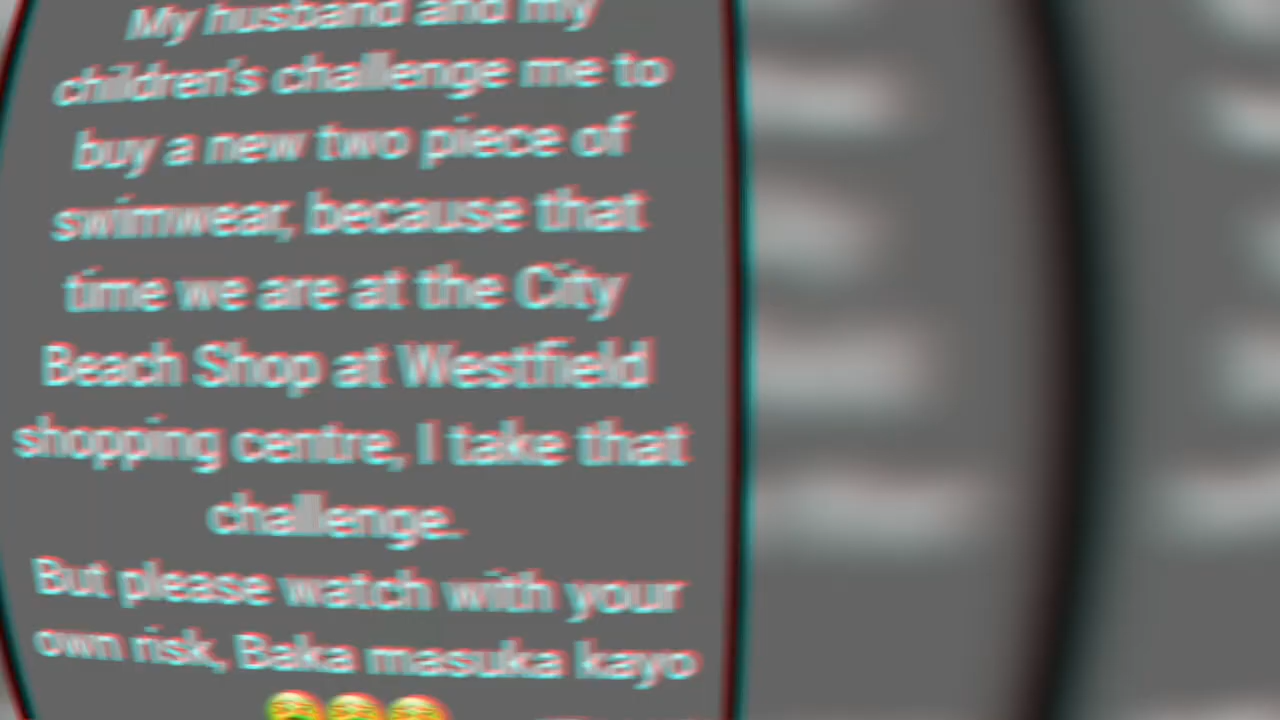 My husband and my
children's challenge me to
buy a new two piece of
swimwear, because that
time we are at the City
Beach Shop at Westfield
shopping centre, I take that
challenge..
But please watch with your
own risk, Baka masuka kayo
🤮🤮🤮